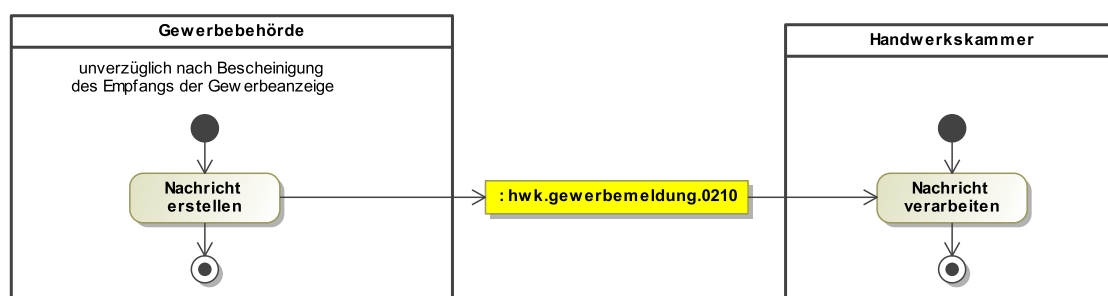 Gewerbebehörde
unverzüglich nach Bescheinigung
des Empfangs der Gewerbeanzeige
Nachricht
erstellen
: hwk.gewerbemeldung.0210
Handwerkskammer
Nachricht
verarbeiten